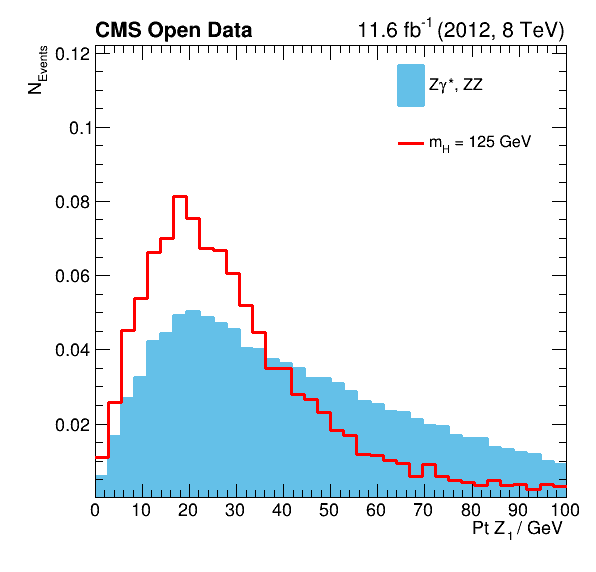 CMS Open Data 11.6 fb⁻¹ (2012, 8 TeV)
N_Events
0.12
0.1
0.08
0.06
0.04
0.02
Zγ*, ZZ
m_H = 125 GeV
0 10 20 30 40 50 60 70 80 90 100
Pt Z₁ / GeV